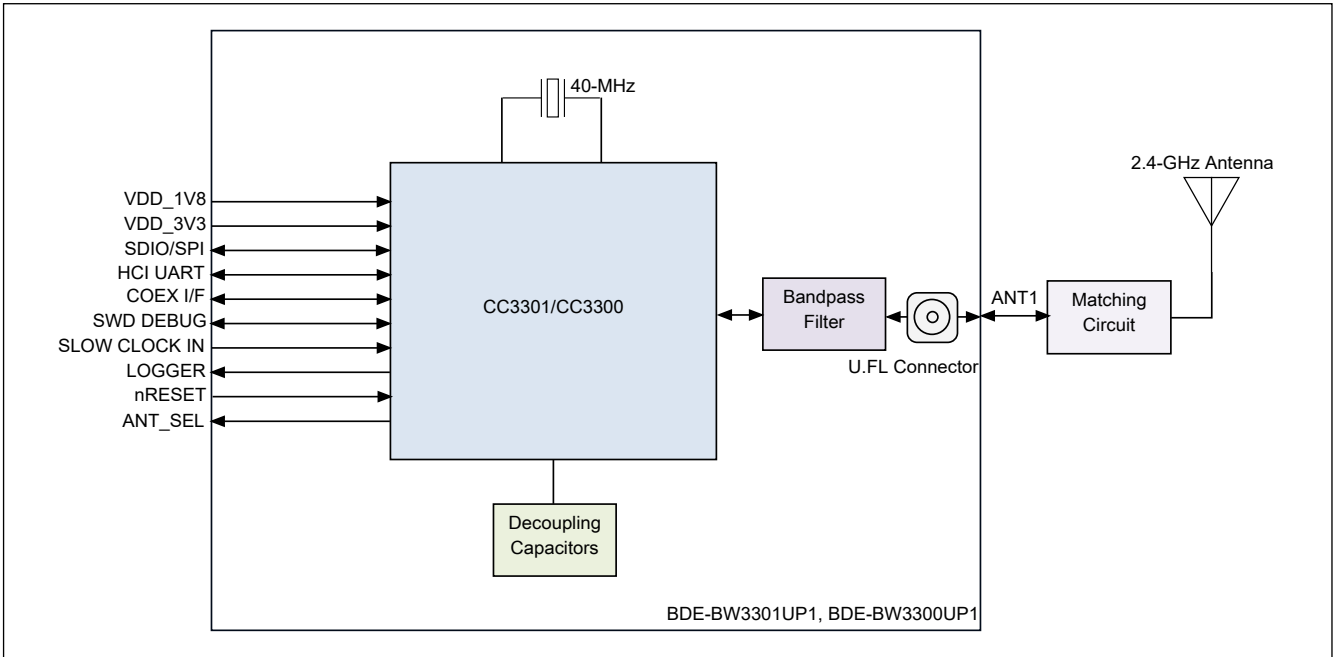 40-MHz
2.4-GHz Antenna
VDD_1V8
VDD_3V3
SDIO/SPI
HCI UART
COEX I/F
SWD DEBUG
SLOW CLOCK IN
LOGGER
nRESET
ANT_SEL
CC3301/CC3300
Bandpass
Filter
U.FL Connector
ANT1
Matching
Circuit
Decoupling
Capacitors
BDE-BW3301UP1, BDE-BW3300UP1